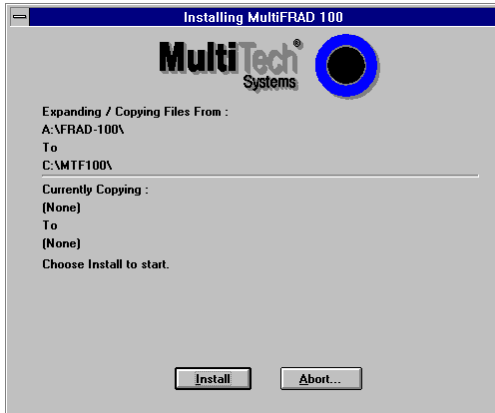 Installing MultiFRAD 100
MultiTech®
Systems
Expanding / Copying Files From :
A:\FRAD-100\
To
C:\MTF100\
Currently Copying :
(None)
To
(None)
Choose Install to start.
Install
Abort...